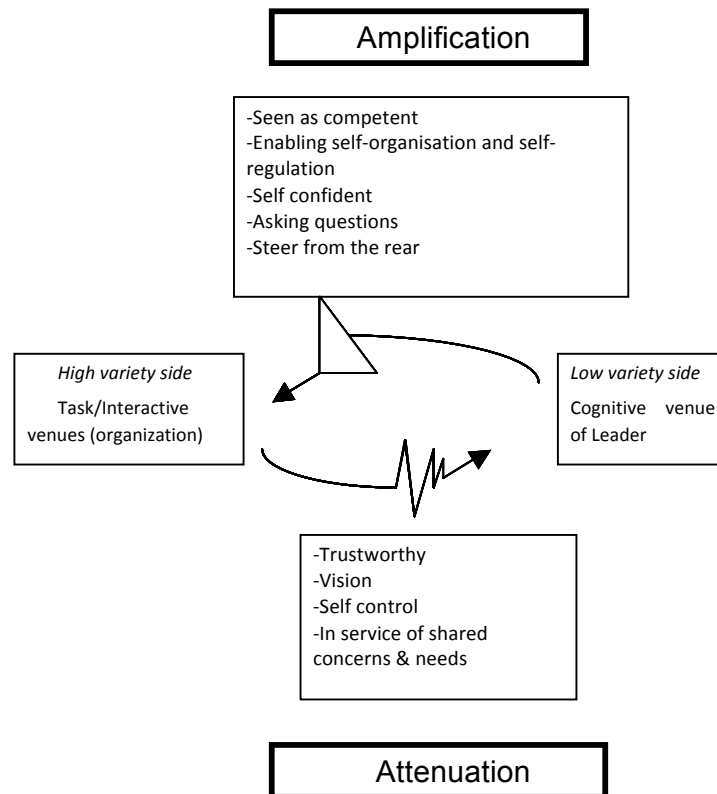 Amplification
-Seen as competent
-Enabling self-organisation and self-
regulation
-Self confident
-Asking questions
-Steer from the rear
High variety side
Task/Interactive
venues (organization)
Low variety side
Cognitive venue
of Leader
-Trustworthy
-Vision
-Self control
-In service of shared
concerns & needs
Attenuation